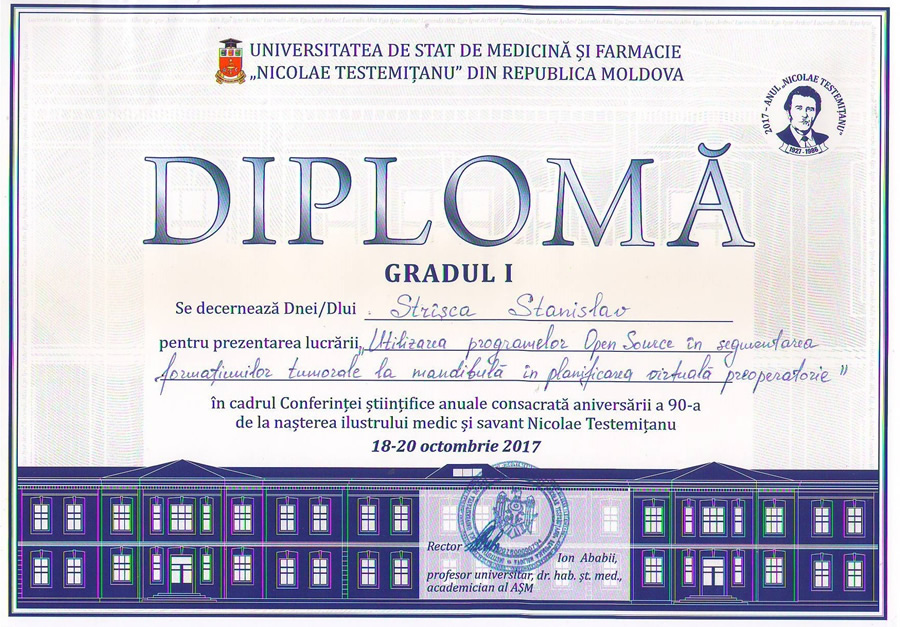 UNIVERSITATEA DE STAT DE MEDICINĂ ȘI FARMACIE
„NICOLAE TESTEMIȚANU” DIN REPUBLICA MOLDOVA
2017 - ANUL „NICOLAE TESTEMIȚANU”
1927 - 1986
DIPLOMĂ
GRADUL I
Se decernează Dnei/Dlui Strîșca Stanislav
pentru prezentarea lucrării „Utilizarea programelor Open Source în segmentarea
formațiunilor tumorale la mandibulă în planificarea virtuală preoperatorie”
în cadrul Conferinței științifice anuale consacrată aniversării a 90-a
de la nașterea ilustrului medic și savant Nicolae Testemițanu
18-20 octombrie 2017
Rector
Ion Ababii,
profesor universitar, dr. hab. șt. med.,
academician al AȘM